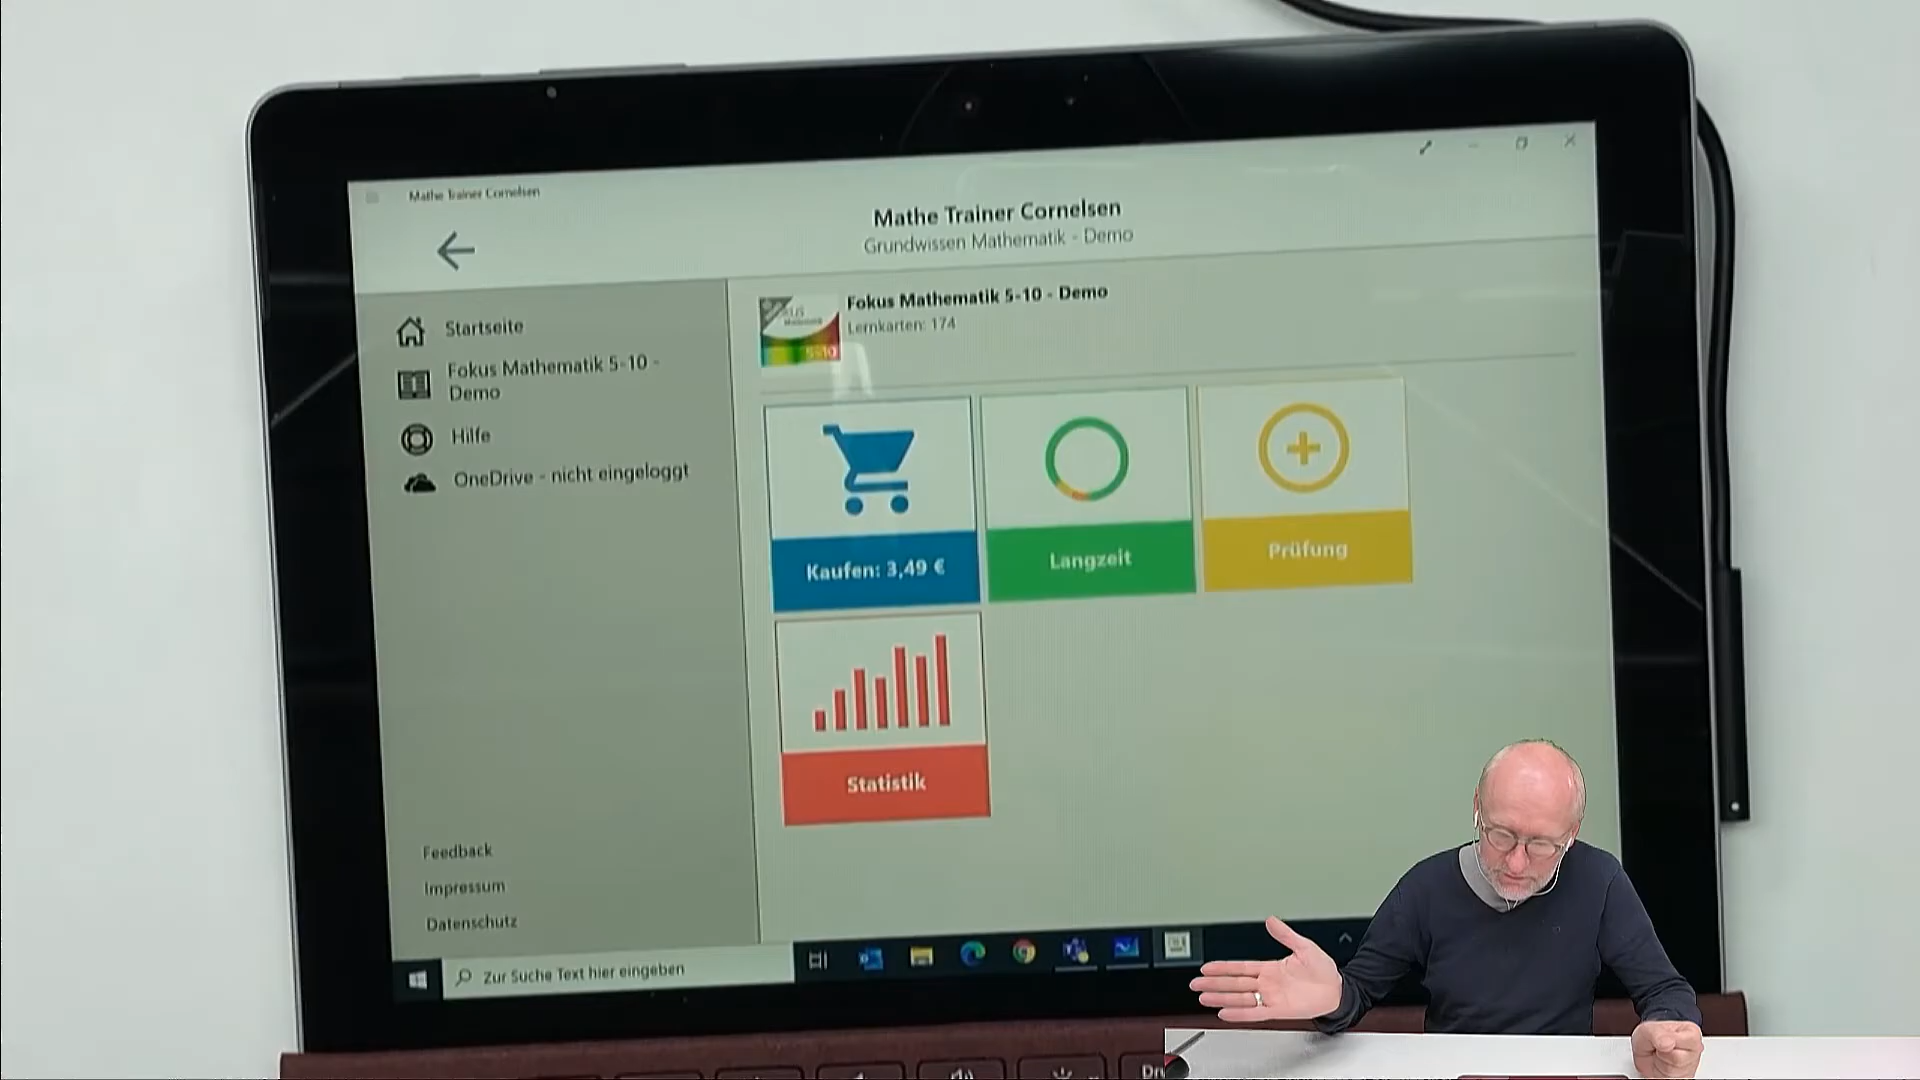 Mathe Trainer Cornelsen
Mathe Trainer Cornelsen
Grundwissen Mathematik - Demo
Startseite
Fokus Mathematik 5-10 -
Demo
Hilfe
OneDrive - nicht eingeloggt
Fokus Mathematik 5-10 - Demo
Lernkarten: 174
5-10
Kaufen: 3,49 €
Langzeit
Prüfung
Statistik
Feedback
Impressum
Datenschutz
Zur Suche Text hier eingeben